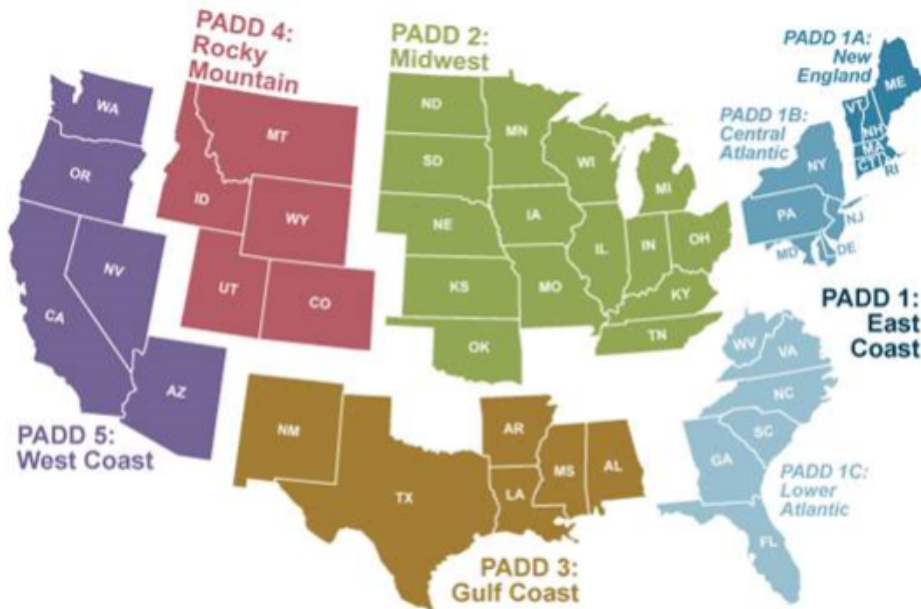 PADD 4:
Rocky
Mountain
PADD 2:
Midwest
PADD 1A:
New
England
PADD 1B:
Central
Atlantic
WA
OR
CA
NV
AZ
MT
ID
WY
UT
CO
ND
SD
NE
KS
OK
MN
IA
MO
WI
IL
MI
IN
OH
KY
TN
ME
VT
NH
MA
CT
RI
NY
PA
NJ
MD
DE
PADD 1:
East
Coast
WV
VA
NC
SC
GA
FL
PADD 1C:
Lower
Atlantic
PADD 5:
West Coast
NM
TX
AR
LA
MS
AL
PADD 3:
Gulf Coast